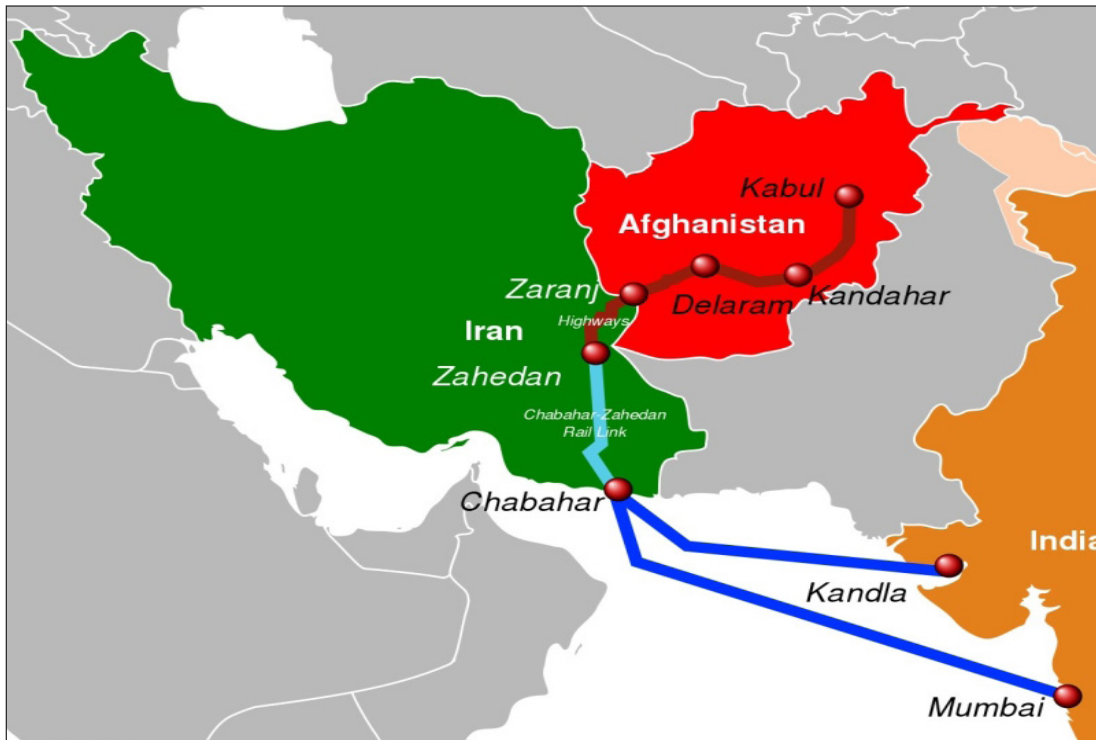 Kabul
Afghanistan
Zaranj
Delaram
Kandahar
Highways
Iran
Zahedan
Chabahar-Zahedan
Rail Link
Chabahar
India
Kandla
Mumbai